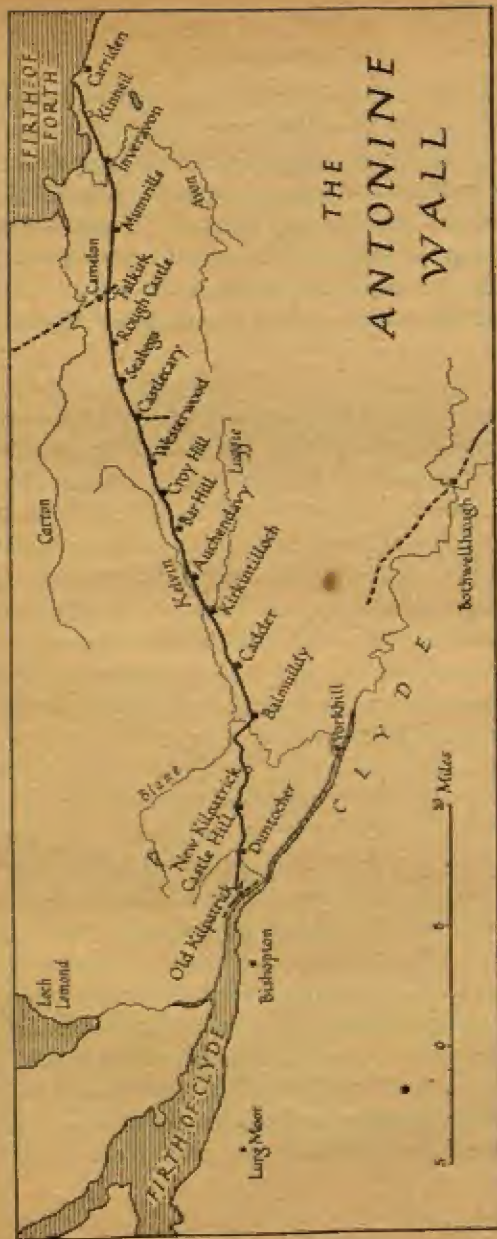 FIRTH OF
FORTH
Carriden
Kinneil
Inveravon
Avon
Mumrills
Camelon
Falkirk
Rough Castle
Seabegs
Castlecary
Westerwood
Croy Hill
Bar Hill
Auchendavy
Kirkintilloch
Cadder
Balmuildy
Carron
Kelvin
Luggie
Blane
New Kilpatrick
Castle Hill
Duntocher
Old Kilpatrick
Loch
Lomond
FIRTH OF CLYDE
Lurg Moor
Bishopton
Yorkhill
CLYDE
Bothwellhaugh
THE
ANTONINE
WALL
5 0 5 10 Miles